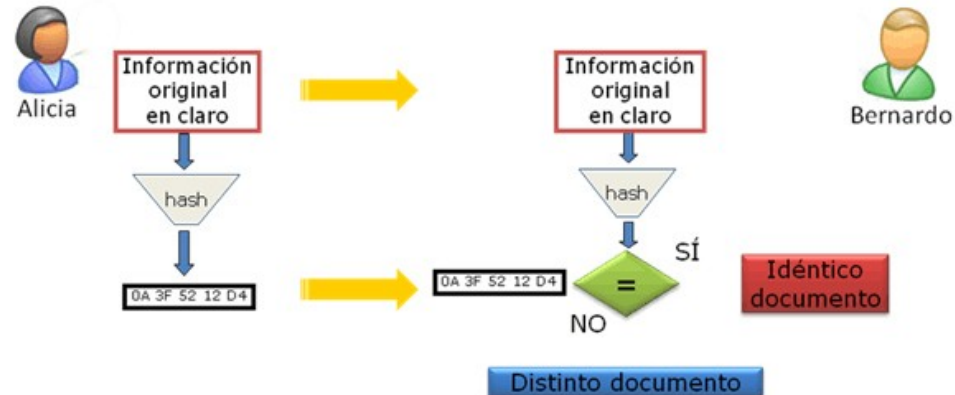 Alicia
Información
original
en claro
hash
0A 3F 52 12 D4
Información
original
en claro
hash
0A 3F 52 12 D4
=
SÍ
NO
Idéntico
documento
Distinto documento
Bernardo